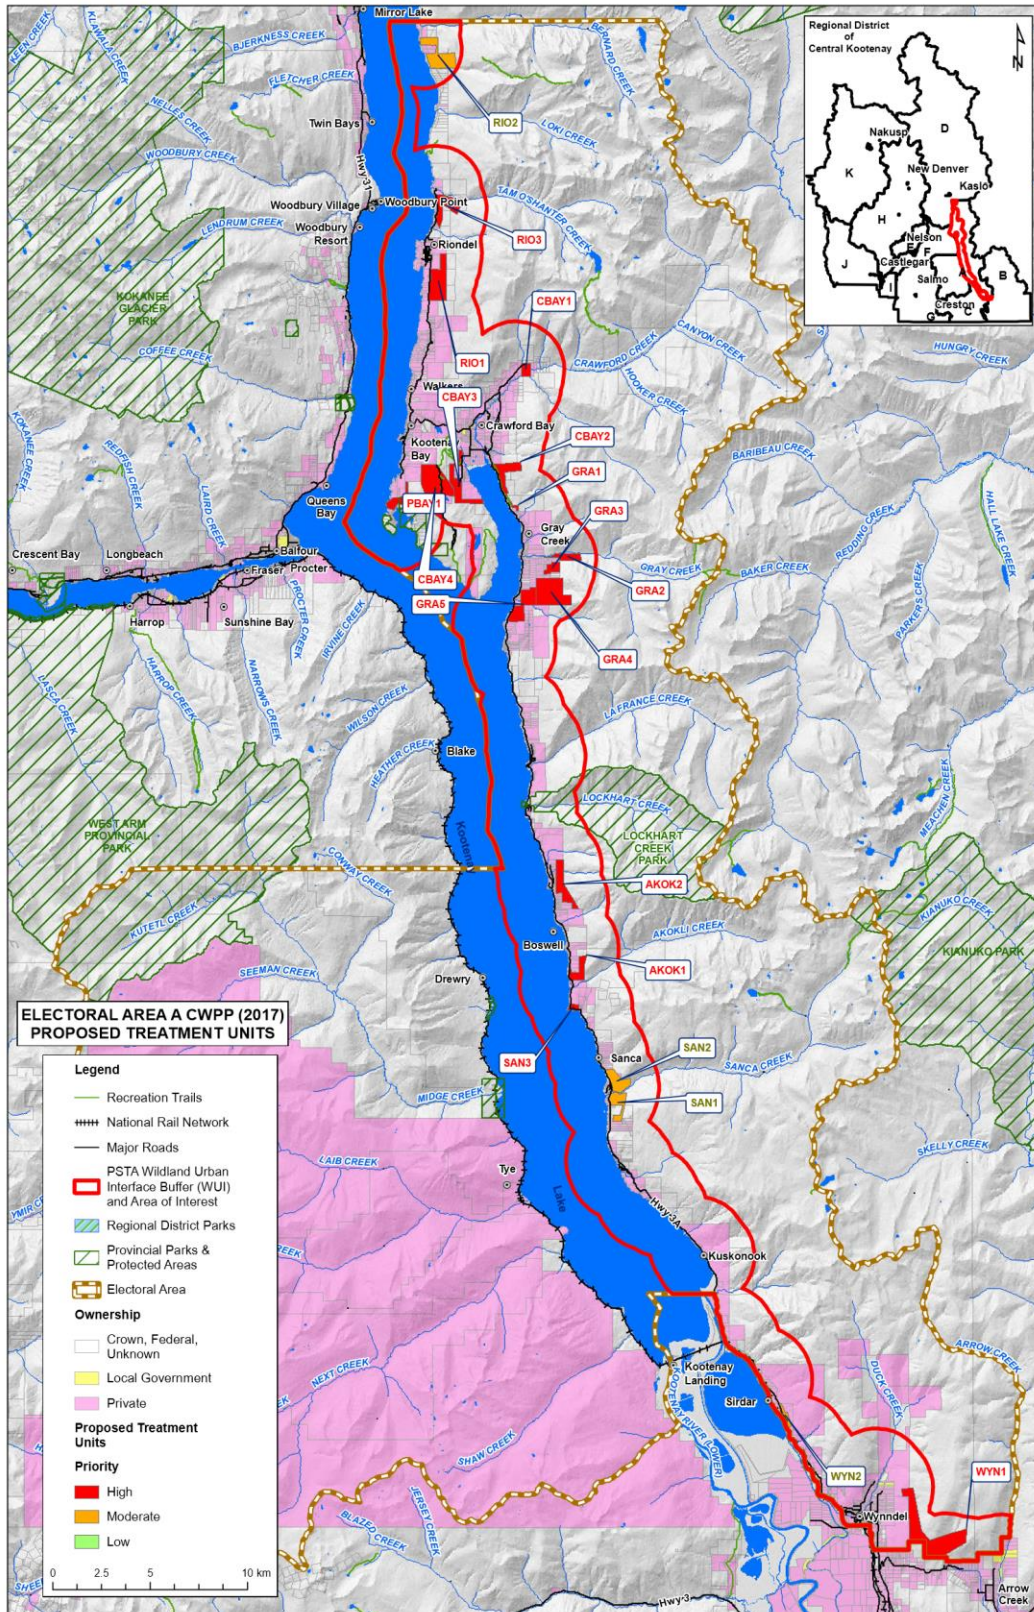 Mirror Lake
KEEN CREEK
KLAWALA CREEK
BJERKNESS CREEK
FLETCHER CREEK
NELLES CREEK
Twin Bays
WOODBURY CREEK
Hwy 31
BERNARD CREEK
RIO2
LOKI CREEK
Woodbury Village
Woodbury Point
LENDRUM CREEK
Woodbury
Resort
TAM O'SHANTER CREEK
RIO3
Riondel
KOKANEE
GLACIER
PARK
CBAY1
COFFEE CREEK
RIO1
CANYON CREEK
CRAWFORD CREEK
HOOKER CREEK
HUNGRY CREEK
Walkers
CBAY3
Crawford Bay
KOKANEE CREEK
REDFISH CREEK
LAIRD CREEK
Kootenay
Bay
CBAY2
BARIBEAU CREEK
GRA1
Queens
Bay
PBAY1
GRA3
HALL LAKE CREEK
REDDING CREEK
Gray
Creek
Crescent Bay
Longbeach
Balfour
Fraser
Procter
CBAY4
GRAY CREEK
BAKER CREEK
GRA2
PARKERS CREEK
GRA5
Harrop
Sunshine Bay
PROCTER CREEK
IRVINE CREEK
GRA4
HARROP CREEK
NARROWS CREEK
LASCA CREEK
WILSON CREEK
LA FRANCE CREEK
HEATHER CREEK
Blake
MEACHEN CREEK
LOCKHART CREEK
WEST ARM
PROVINCIAL
PARK
Kootenay
LOCKHART
CREEK
PARK
CONWAY CREEK
AKOK2
KIANUKO CREEK
KUTETL CREEK
Boswell
AKOKLI CREEK
KIANUKO PARK
SEEMAN CREEK
Drewry
AKOK1
SAN3
Sanca
SAN2
SANCA CREEK
MIDGE CREEK
SAN1
SKELLY CREEK
LAIB CREEK
Tye
Lake
Hwy 3A
Kuskonook
ARROW CREEK
NEXT CREEK
Kootenay
Landing
DUCK CREEK
Sirdar
KOOTENAY RIVER (LOWER)
SHAW CREEK
WYN2
WYN1
Wynndel
JERSEY CREEK
BLAZED CREEK
Arrow
Creek
Hwy 3
Regional District
of
Central Kootenay
N
D
Nakusp
K
New Denver
Kaslo
H
Nelson
E
F
Castlegar
J
A
B
Salmo
I
Creston
G
C
ELECTORAL AREA A CWPP (2017)
PROPOSED TREATMENT UNITS
Legend
Recreation Trails
National Rail Network
Major Roads
PSTA Wildland Urban
Interface Buffer (WUI)
and Area of Interest
Regional District Parks
Provincial Parks &
Protected Areas
Electoral Area
Ownership
Crown, Federal,
Unknown
Local Government
Private
Proposed Treatment
Units
Priority
High
Moderate
Low
0 2.5 5 10 km